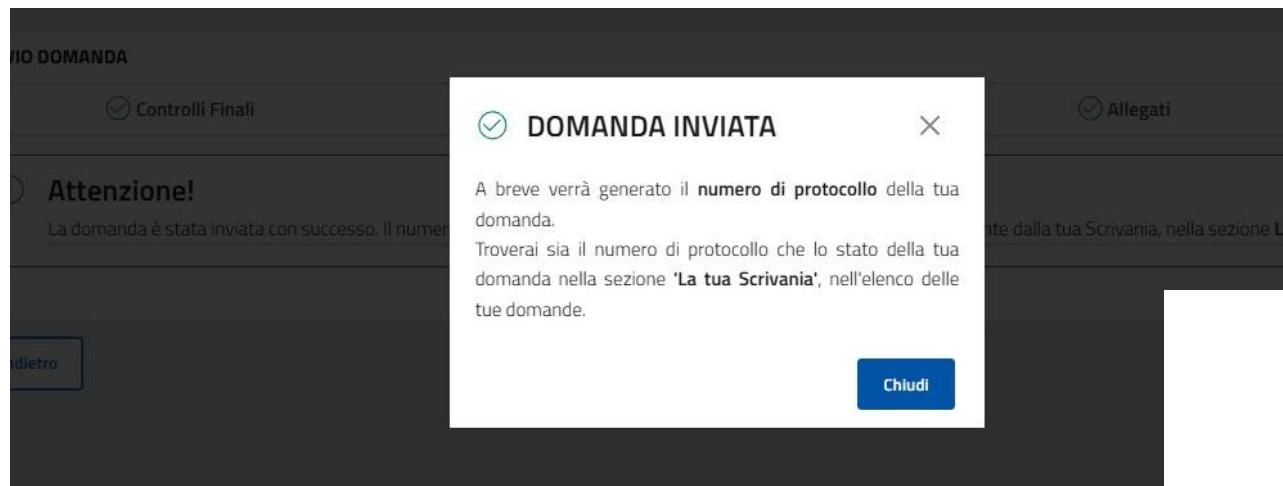 VIO DOMANDA
Controlli Finali
Allegati
DOMANDA INVIATA
A breve verrà generato il numero di protocollo della tua
domanda.
Troverai sia il numero di protocollo che lo stato della tua
domanda nella sezione 'La tua Scrivania', nell'elenco delle
tue domande.
Chiudi
Attenzione!
La domanda è stata inviata con successo. Il numer
nte dalla tua Scrivania, nella sezione L
ndietro